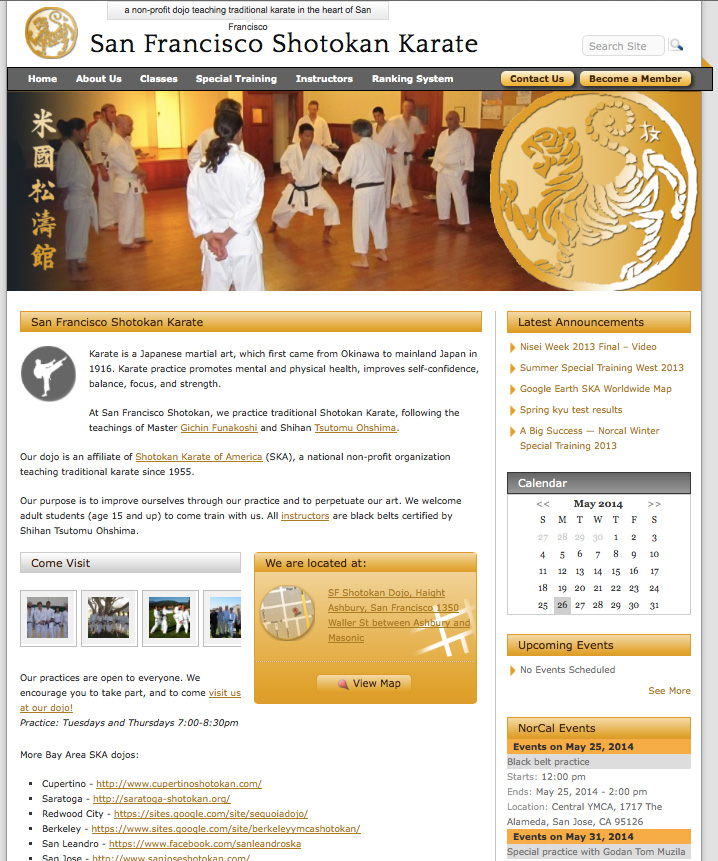 a non-profit dojo teaching traditional karate in the heart of San
Francisco
San Francisco Shotokan Karate
Search Site
Home About Us Classes Special Training Instructors Ranking System Contact Us Become a Member
米國松濤館
San Francisco Shotokan Karate
Karate is a Japanese martial art, which first came from Okinawa to mainland Japan in
1916. Karate practice promotes mental and physical health, improves self-confidence,
balance, focus, and strength.
At San Francisco Shotokan, we practice traditional Shotokan Karate, following the
teachings of Master Gichin Funakoshi and Shihan Tsutomu Ohshima.
Our dojo is an affiliate of Shotokan Karate of America (SKA), a national non-profit organization
teaching traditional karate since 1955.
Our purpose is to improve ourselves through our practice and to perpetuate our art. We welcome
adult students (age 15 and up) to come train with us. All instructors are black belts certified by
Shihan Tsutomu Ohshima.
Come Visit
Our practices are open to everyone. We
encourage you to take part, and to come visit us
at our dojo!
Practice: Tuesdays and Thursdays 7:00-8:30pm
We are located at:
SF Shotokan Dojo, Haight
Ashbury, San Francisco 1350
Waller St between Ashbury and
Masonic
View Map
More Bay Area SKA dojos:
Cupertino - http://www.cupertinoshotokan.com/
Saratoga - http://saratoga-shotokan.org/
Redwood City - https://sites.google.com/site/sequoiadojo/
Berkeley - https://www.sites.google.com/site/berkeleyymcashotokan/
San Leandro - https://www.facebook.com/sanleandroska
San Jose - http://www.sanjoseshotokan.com/
Latest Announcements
Nisei Week 2013 Final – Video
Summer Special Training West 2013
Google Earth SKA Worldwide Map
Spring kyu test results
A Big Success — Norcal Winter
Special Training 2013
Calendar
<< May 2014 >>
S M T W T F S
27 28 29 30 1 2 3
4 5 6 7 8 9 10
11 12 13 14 15 16 17
18 19 20 21 22 23 24
25 26 27 28 29 30 31
Upcoming Events
No Events Scheduled
See More
NorCal Events
Events on May 25, 2014
Black belt practice
Starts: 12:00 pm
Ends: May 25, 2014 - 2:00 pm
Location: Central YMCA, 1717 The
Alameda, San Jose, CA 95126
Events on May 31, 2014
Special practice with Godan Tom Muzila